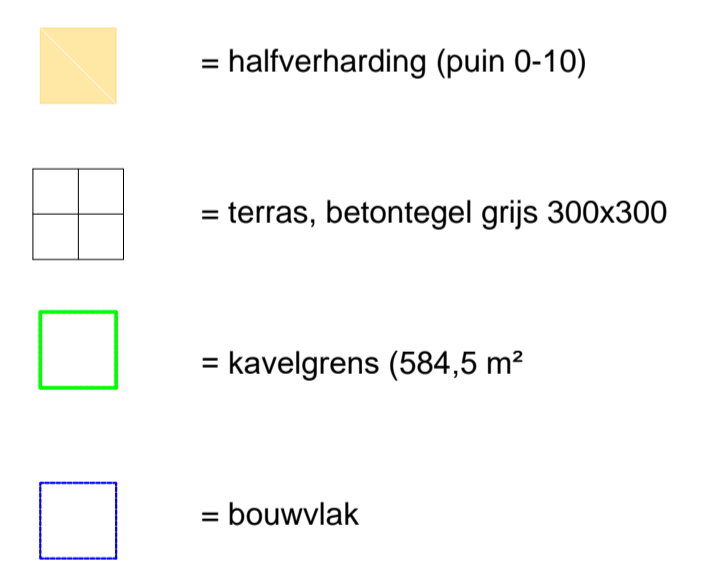 = halfverharding (puin 0-10)
= terras, betontegel grijs 300x300
= kavelgrens (584,5 m²
= bouwvlak